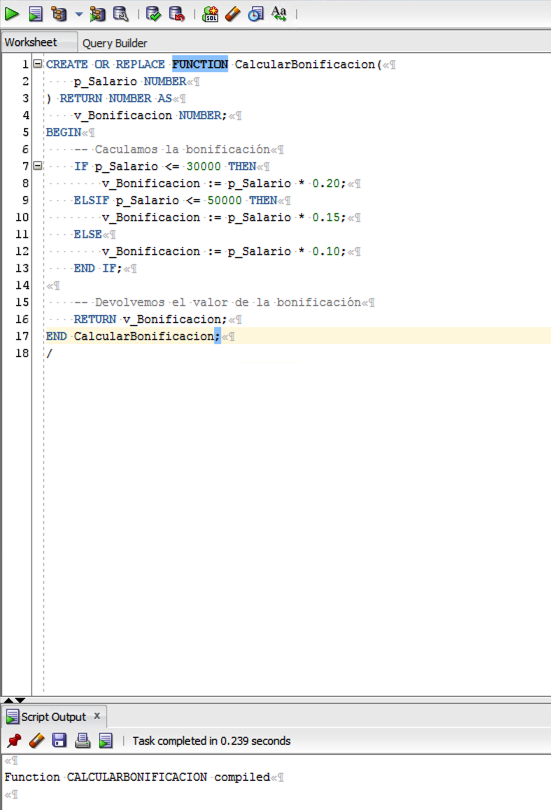 Worksheet Query Builder
1 CREATE OR REPLACE FUNCTION CalcularBonificacion(
2 p_Salario NUMBER
3 ) RETURN NUMBER AS
4 v_Bonificacion NUMBER;
5 BEGIN
6 -- Caculamos la bonificación
7 IF p_Salario <= 30000 THEN
8 v_Bonificacion := p_Salario * 0.20;
9 ELSIF p_Salario <= 50000 THEN
10 v_Bonificacion := p_Salario * 0.15;
11 ELSE
12 v_Bonificacion := p_Salario * 0.10;
13 END IF;
14
15 -- Devolvemos el valor de la bonificación
16 RETURN v_Bonificacion;
17 END CalcularBonificacion;
18 /
Script Output x
Task completed in 0.239 seconds
Function CALCULARBONIFICACION compiled